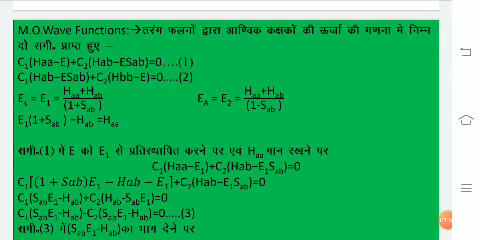 M.O.Wave Functions:→तरंग फलनों द्वारा आण्विक कक्षकों की ऊर्जा की गणना में निम्न
दो समी० प्राप्त हुए –
C₁(Haa–E)+C₂(Hab–ESab)=0....(1)
C₁(Hab–ESab)+C₂(Hbb–E)=0.....(2)
Eₛ = E₁ = (Hₐₐ+Hₐb)/(1+Sₐb) Eᴀ = E₂ = (Hₐₐ+Hₐb)/(1-Sₐb)
E₁(1+Sₐb) –Hₐb =Hₐₐ
समी०(1) में E को E₁ से प्रतिस्थापित करने पर एवं Hₐₐ मान रखने पर
C₁(Haa–E₁)+C₂(Hab–E₁Sₐb)=0
C₁[(1 + Sab)E₁ − Hab − E₁]+C₂(Hab–E₁Sₐb)=0
C₁(SₐbE₁-Hₐb)+C₂(Hₐb-SₐbE₁)=0
C₁(SₐbE₁-Hₐb)-C₂(SₐbE₁-Hₐb)=0.....(3)
समी०(3) में(SₐbE₁-Hₐb)का भाग देने पर